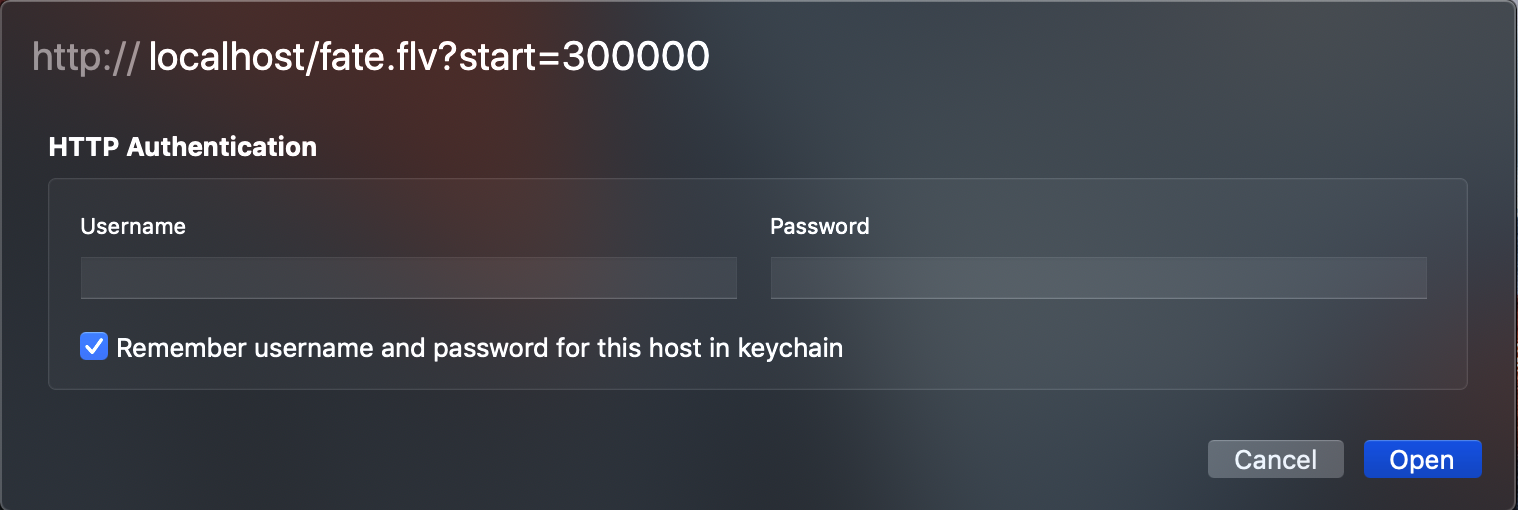 http:// localhost/fate.flv?start=300000
HTTP Authentication
Username Password
Remember username and password for this host in keychain
Cancel Open